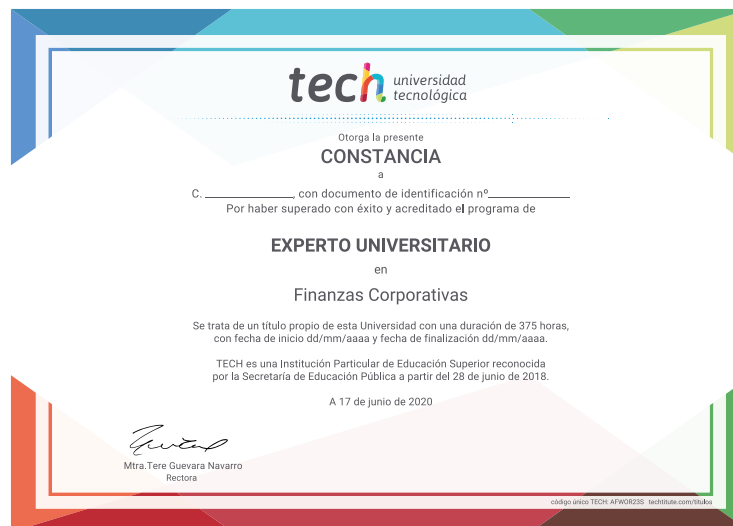 tech universidad
tecnológica
Otorga la presente
CONSTANCIA
a
C. ______________, con documento de identificación nº______________
Por haber superado con éxito y acreditado el programa de
EXPERTO UNIVERSITARIO
en
Finanzas Corporativas
Se trata de un título propio de esta Universidad con una duración de 375 horas,
con fecha de inicio dd/mm/aaaa y fecha de finalización dd/mm/aaaa.
TECH es una Institución Particular de Educación Superior reconocida
por la Secretaría de Educación Pública a partir del 28 de junio de 2018.
A 17 de junio de 2020
Mtra.Tere Guevara Navarro
Rectora
código único TECH: AFWOR23S techtitute.com/titulos